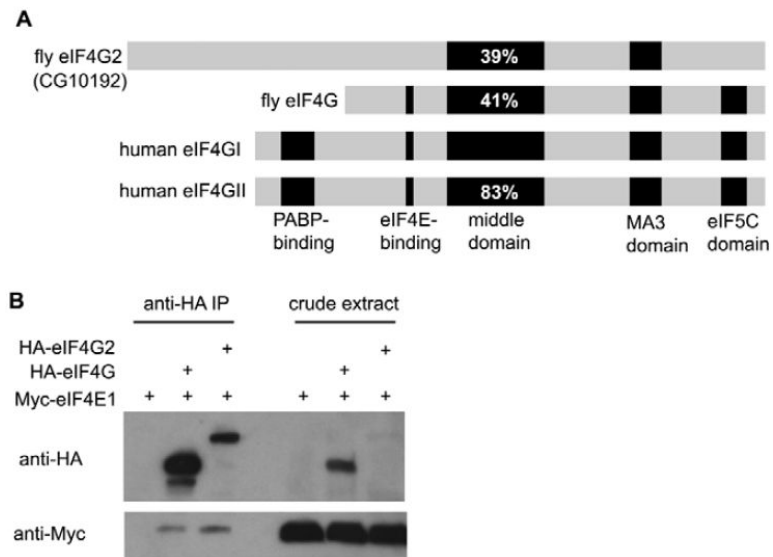 A
fly eIF4G2
(CG10192)
39%
fly eIF4G
41%
human eIF4GI
human eIF4GII
83%
PABP-
binding
eIF4E-
binding
middle
domain
MA3
domain
eIF5C
domain
B
anti-HA IP
crude extract
HA-eIF4G2
+ +
HA-eIF4G
+ +
Myc-eIF4E1
+ + + + + +
anti-HA
anti-Myc